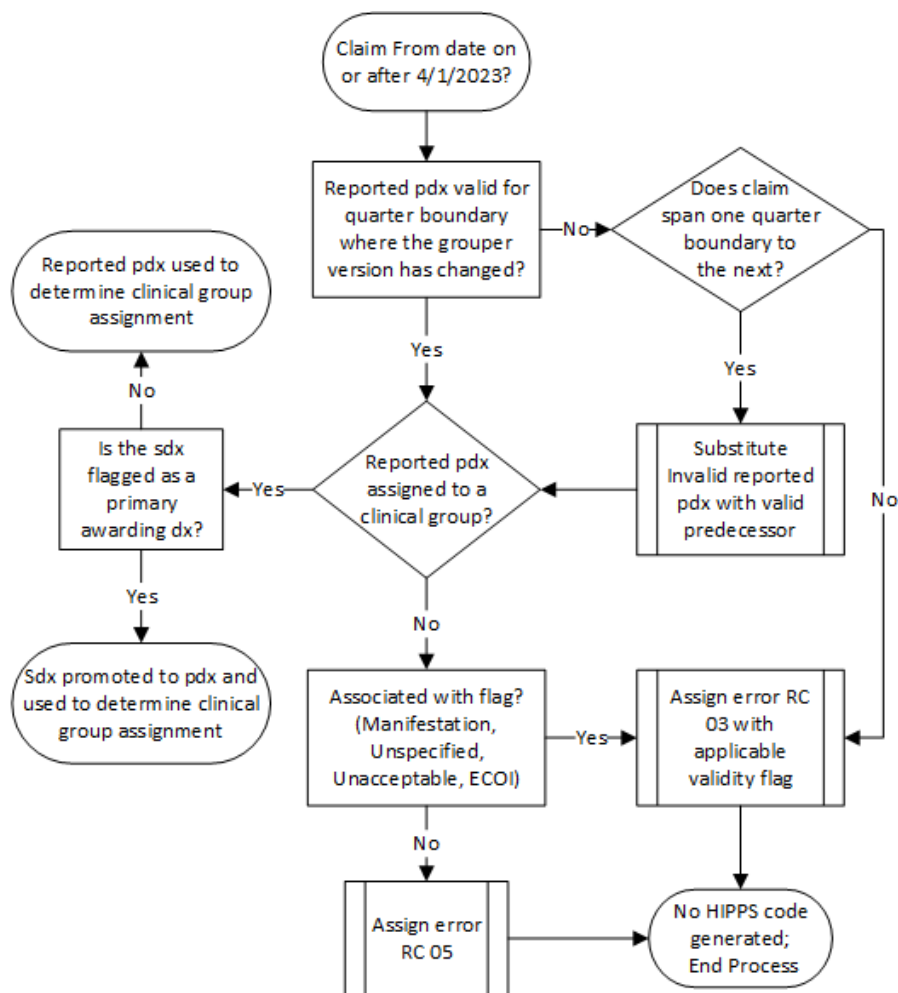 Claim From date on
or after 4/1/2023?
Reported pdx valid for
quarter boundary
where the grouper
version has changed?
No
Does claim
span one quarter
boundary to
the next?
Reported pdx used to
determine clinical group
assignment
Yes
Yes
No
No
Is the sdx
flagged as a
primary
awarding dx?
Yes
Reported pdx
assigned to a
clinical group?
Substitute
Invalid reported
pdx with valid
predecessor
Yes
No
Sdx promoted to pdx and
used to determine clinical
group assignment
Associated with flag?
(Manifestation,
Unspecified,
Unacceptable, ECOI)
Yes
Assign error RC
03 with
applicable
validity flag
No
Assign error
RC 05
No HIPPS code
generated;
End Process